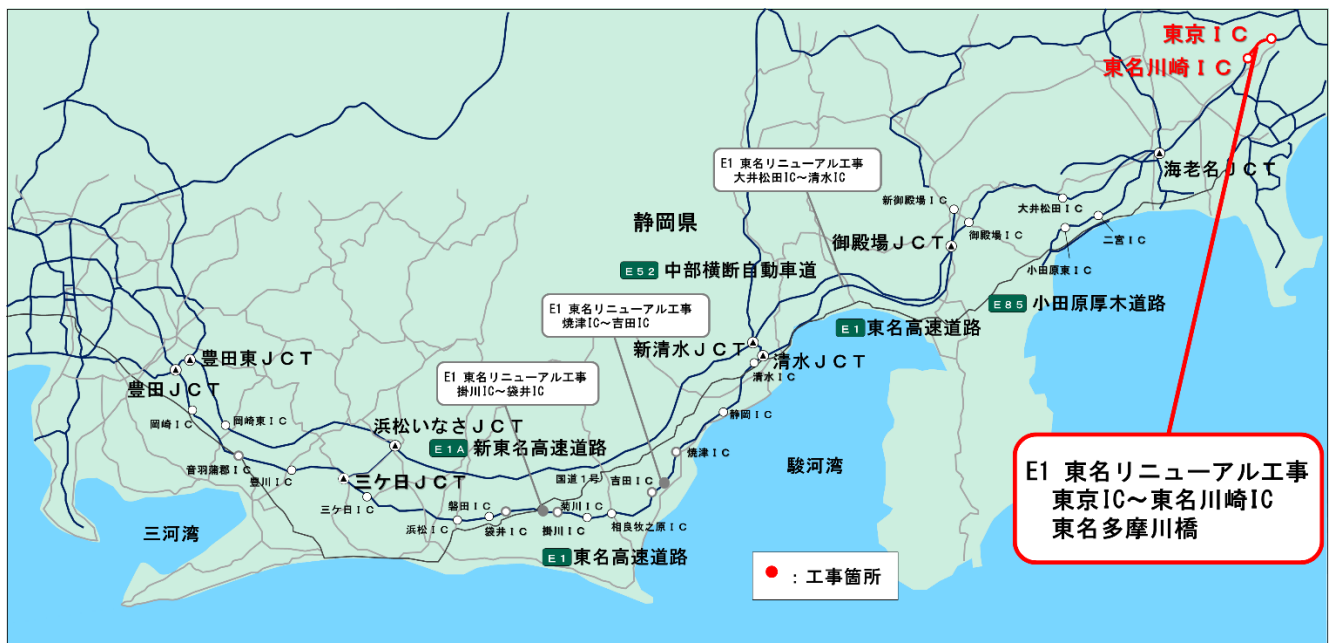 東京ＩＣ
東名川崎ＩＣ
海老名ＪＣＴ
E1 東名リニューアル工事
大井松田IC～清水IC
新御殿場ＩＣ
大井松田ＩＣ
静岡県
御殿場ＪＣＴ
御殿場ＩＣ
二宮ＩＣ
小田原東ＩＣ
E52 中部横断自動車道
E85 小田原厚木道路
E1 東名リニューアル工事
焼津IC～吉田IC
E1 東名高速道路
新清水ＪＣＴ
清水ＪＣＴ
清水ＩＣ
豊田東ＪＣＴ
豊田ＪＣＴ
E1 東名リニューアル工事
掛川IC～袋井IC
静岡ＩＣ
岡崎ＩＣ
岡崎東ＩＣ
浜松いなさＪＣＴ
E1A 新東名高速道路
焼津ＩＣ
駿河湾
音羽蒲郡ＩＣ
豊川ＩＣ
三ケ日ＪＣＴ
国道1号
吉田ＩＣ
三ケ日ＩＣ
磐田ＩＣ
菊川ＩＣ
三河湾
浜松ＩＣ
袋井ＩＣ
掛川ＩＣ
相良牧之原ＩＣ
E1 東名高速道路
E1 東名リニューアル工事
東京IC～東名川崎IC
東名多摩川橋
：工事箇所